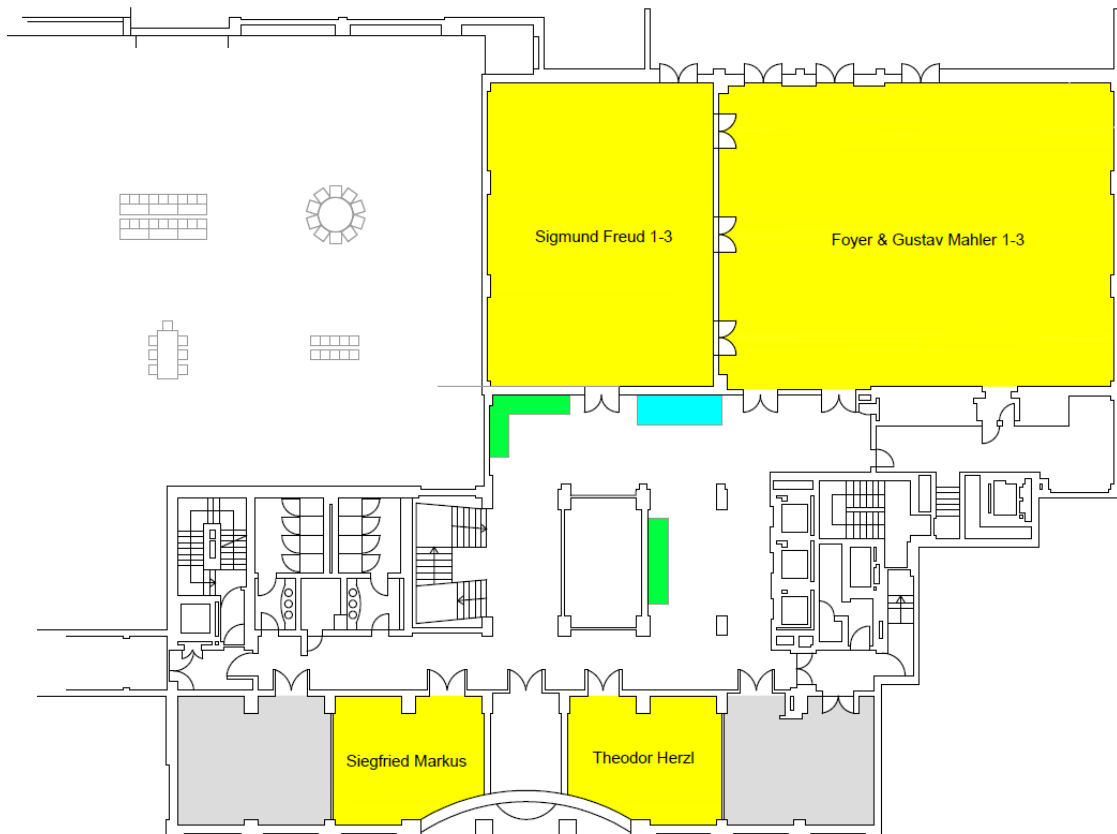 Sigmund Freud 1-3
Foyer & Gustav Mahler 1-3
Siegfried Markus
Theodor Herzl